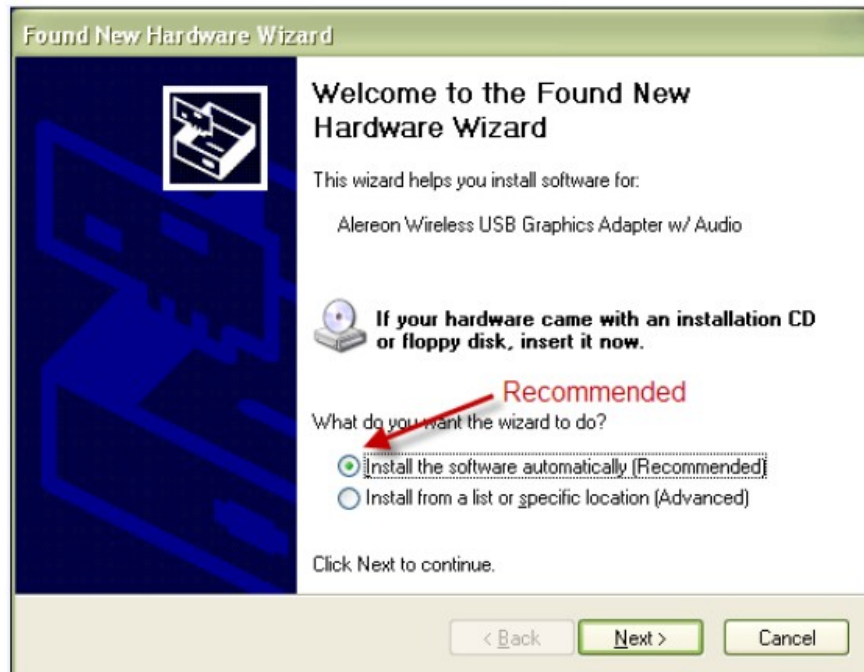 Found New Hardware Wizard
Welcome to the Found New
Hardware Wizard
This wizard helps you install software for:
Alereon Wireless USB Graphics Adapter w/ Audio
If your hardware came with an installation CD
or floppy disk, insert it now.
Recommended
What do you want the wizard to do?
Install the software automatically (Recommended)
Install from a list or specific location (Advanced)
Click Next to continue.
< Back Next > Cancel